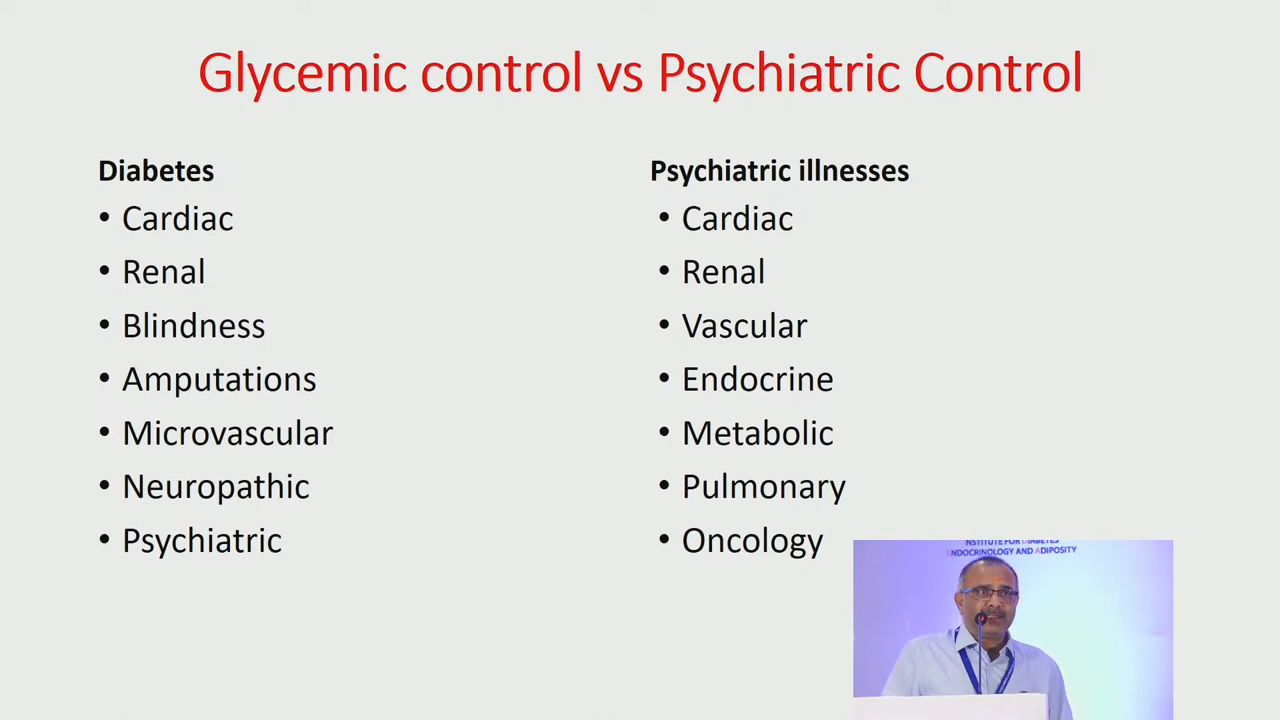 Glycemic control vs Psychiatric Control
Diabetes
• Cardiac
• Renal
• Blindness
• Amputations
• Microvascular
• Neuropathic
• Psychiatric
Psychiatric illnesses
• Cardiac
• Renal
• Vascular
• Endocrine
• Metabolic
• Pulmonary
• Oncology
NSTITUTE FOR DIABETES
ENDOCRINOLOGY AND ADIPOSITY